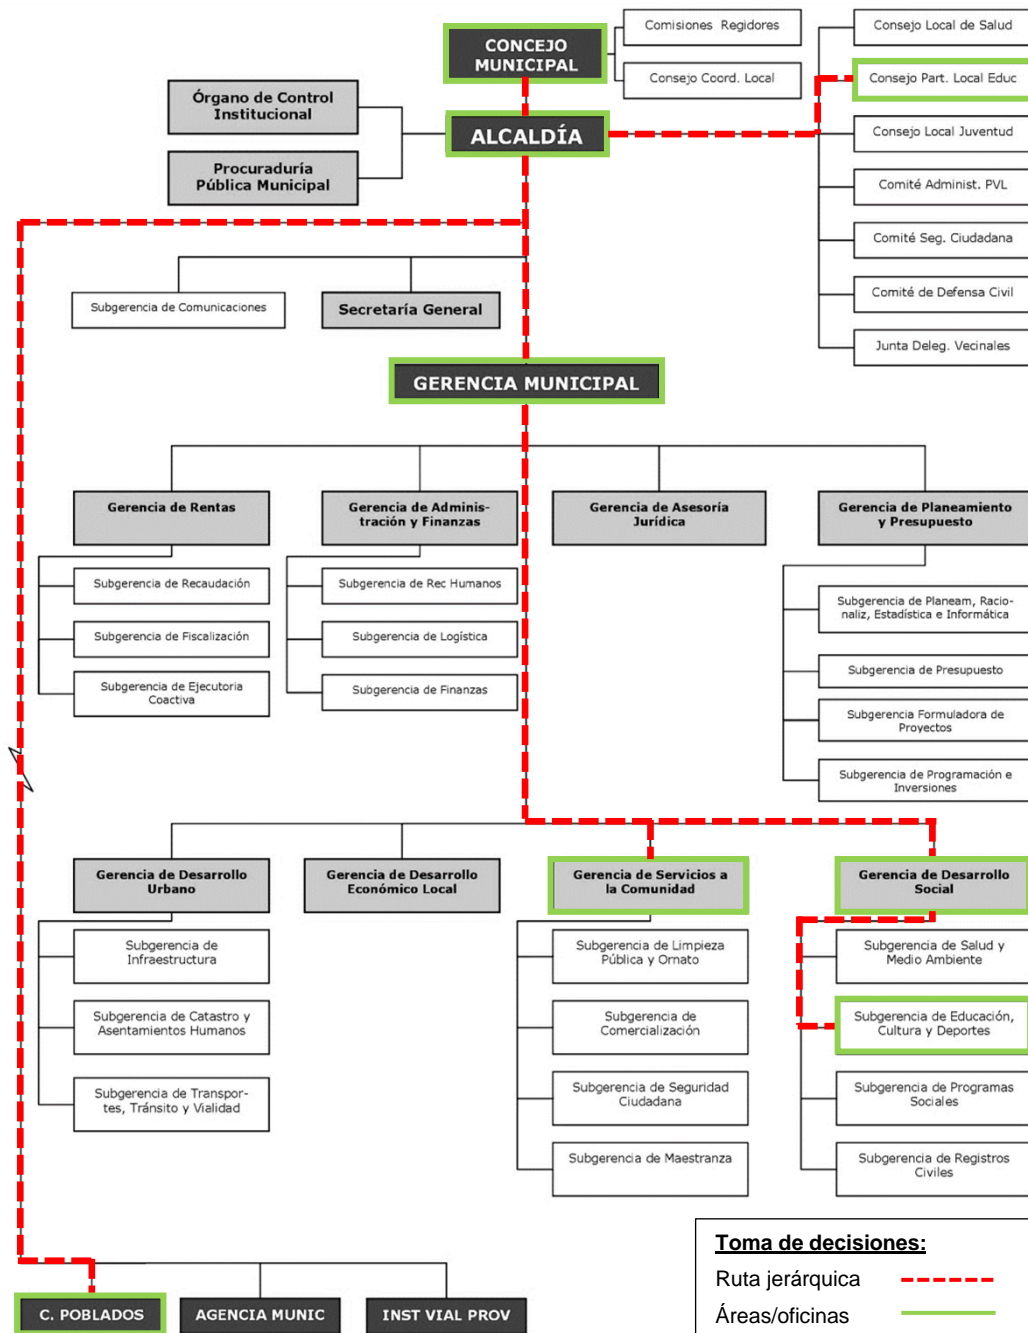 CONCEJO
MUNICIPAL
Comisiones Regidores
Consejo Coord. Local
Consejo Local de Salud
Consejo Part. Local Educ
Consejo Local Juventud
Comité Administ. PVL
Comité Seg. Ciudadana
Comité de Defensa Civil
Junta Deleg. Vecinales
Órgano de Control
Institucional
ALCALDÍA
Procuraduría
Pública Municipal
Subgerencia de Comunicaciones
Secretaría General
GERENCIA MUNICIPAL
Gerencia de Rentas
Subgerencia de Recaudación
Subgerencia de Fiscalización
Subgerencia de Ejecutoria
Coactiva
Gerencia de Adminis-
tración y Finanzas
Subgerencia de Rec Humanos
Subgerencia de Logística
Subgerencia de Finanzas
Gerencia de Asesoría
Jurídica
Gerencia de Planeamiento
y Presupuesto
Subgerencia de Planeam, Racio-
naliz, Estadística e Informática
Subgerencia de Presupuesto
Subgerencia Formuladora de
Proyectos
Subgerencia de Programación e
Inversiones
Gerencia de Desarrollo
Urbano
Subgerencia de
Infraestructura
Subgerencia de Catastro y
Asentamientos Humanos
Subgerencia de Transpor-
tes, Tránsito y Vialidad
Gerencia de Desarrollo
Económico Local
Gerencia de Servicios a
la Comunidad
Subgerencia de Limpieza
Pública y Ornato
Subgerencia de
Comercialización
Subgerencia de Seguridad
Ciudadana
Subgerencia de Maestranza
Gerencia de Desarrollo
Social
Subgerencia de Salud y
Medio Ambiente
Subgerencia de Educación,
Cultura y Deportes
Subgerencia de Programas
Sociales
Subgerencia de Registros
Civiles
C. POBLADOS
AGENCIA MUNIC
INST VIAL PROV
Toma de decisiones:
Ruta jerárquica
Áreas/oficinas